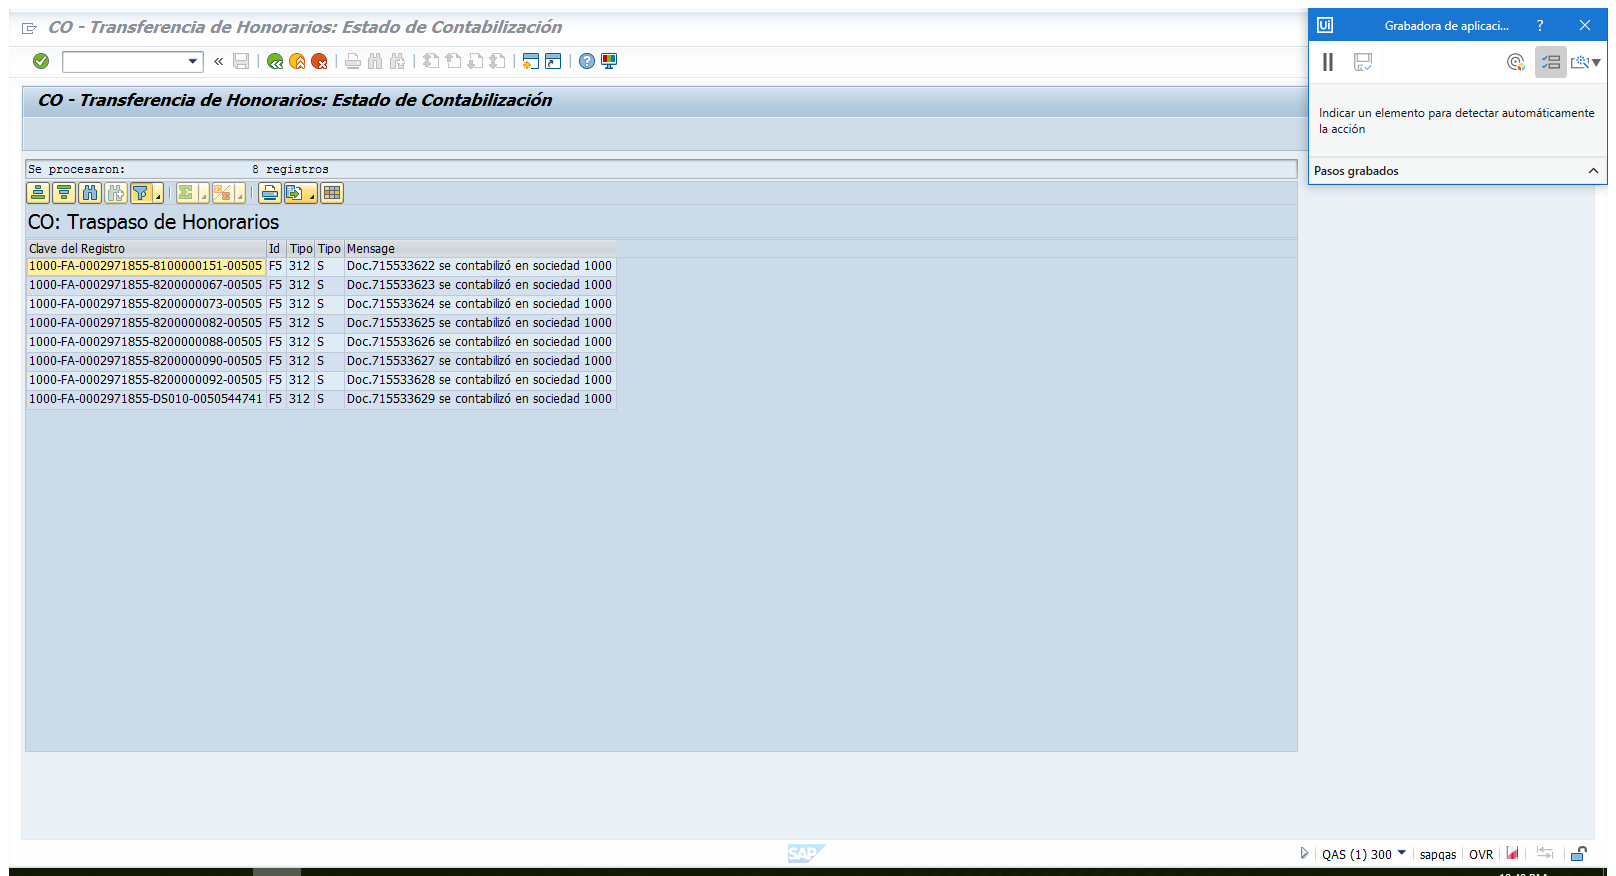 CO - Transferencia de Honorarios: Estado de Contabilización
Ui Grabadora de aplicaci... ?
CO - Transferencia de Honorarios: Estado de Contabilización
Indicar un elemento para detectar automáticamente
la acción
Pasos grabados
Se procesaron: 8 registros
CO: Traspaso de Honorarios
Clave del Registro Id Tipo Tipo Mensage
1000-FA-0002971855-8100000151-00505 F5 312 S Doc.715533622 se contabilizó en sociedad 1000
1000-FA-0002971855-8200000067-00505 F5 312 S Doc.715533623 se contabilizó en sociedad 1000
1000-FA-0002971855-8200000073-00505 F5 312 S Doc.715533624 se contabilizó en sociedad 1000
1000-FA-0002971855-8200000082-00505 F5 312 S Doc.715533625 se contabilizó en sociedad 1000
1000-FA-0002971855-8200000088-00505 F5 312 S Doc.715533626 se contabilizó en sociedad 1000
1000-FA-0002971855-8200000090-00505 F5 312 S Doc.715533627 se contabilizó en sociedad 1000
1000-FA-0002971855-8200000092-00505 F5 312 S Doc.715533628 se contabilizó en sociedad 1000
1000-FA-0002971855-DS010-0050544741 F5 312 S Doc.715533629 se contabilizó en sociedad 1000
SAP
QAS (1) 300 sapqas OVR